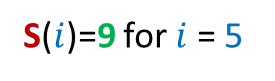 S(i)=9 for i = 5